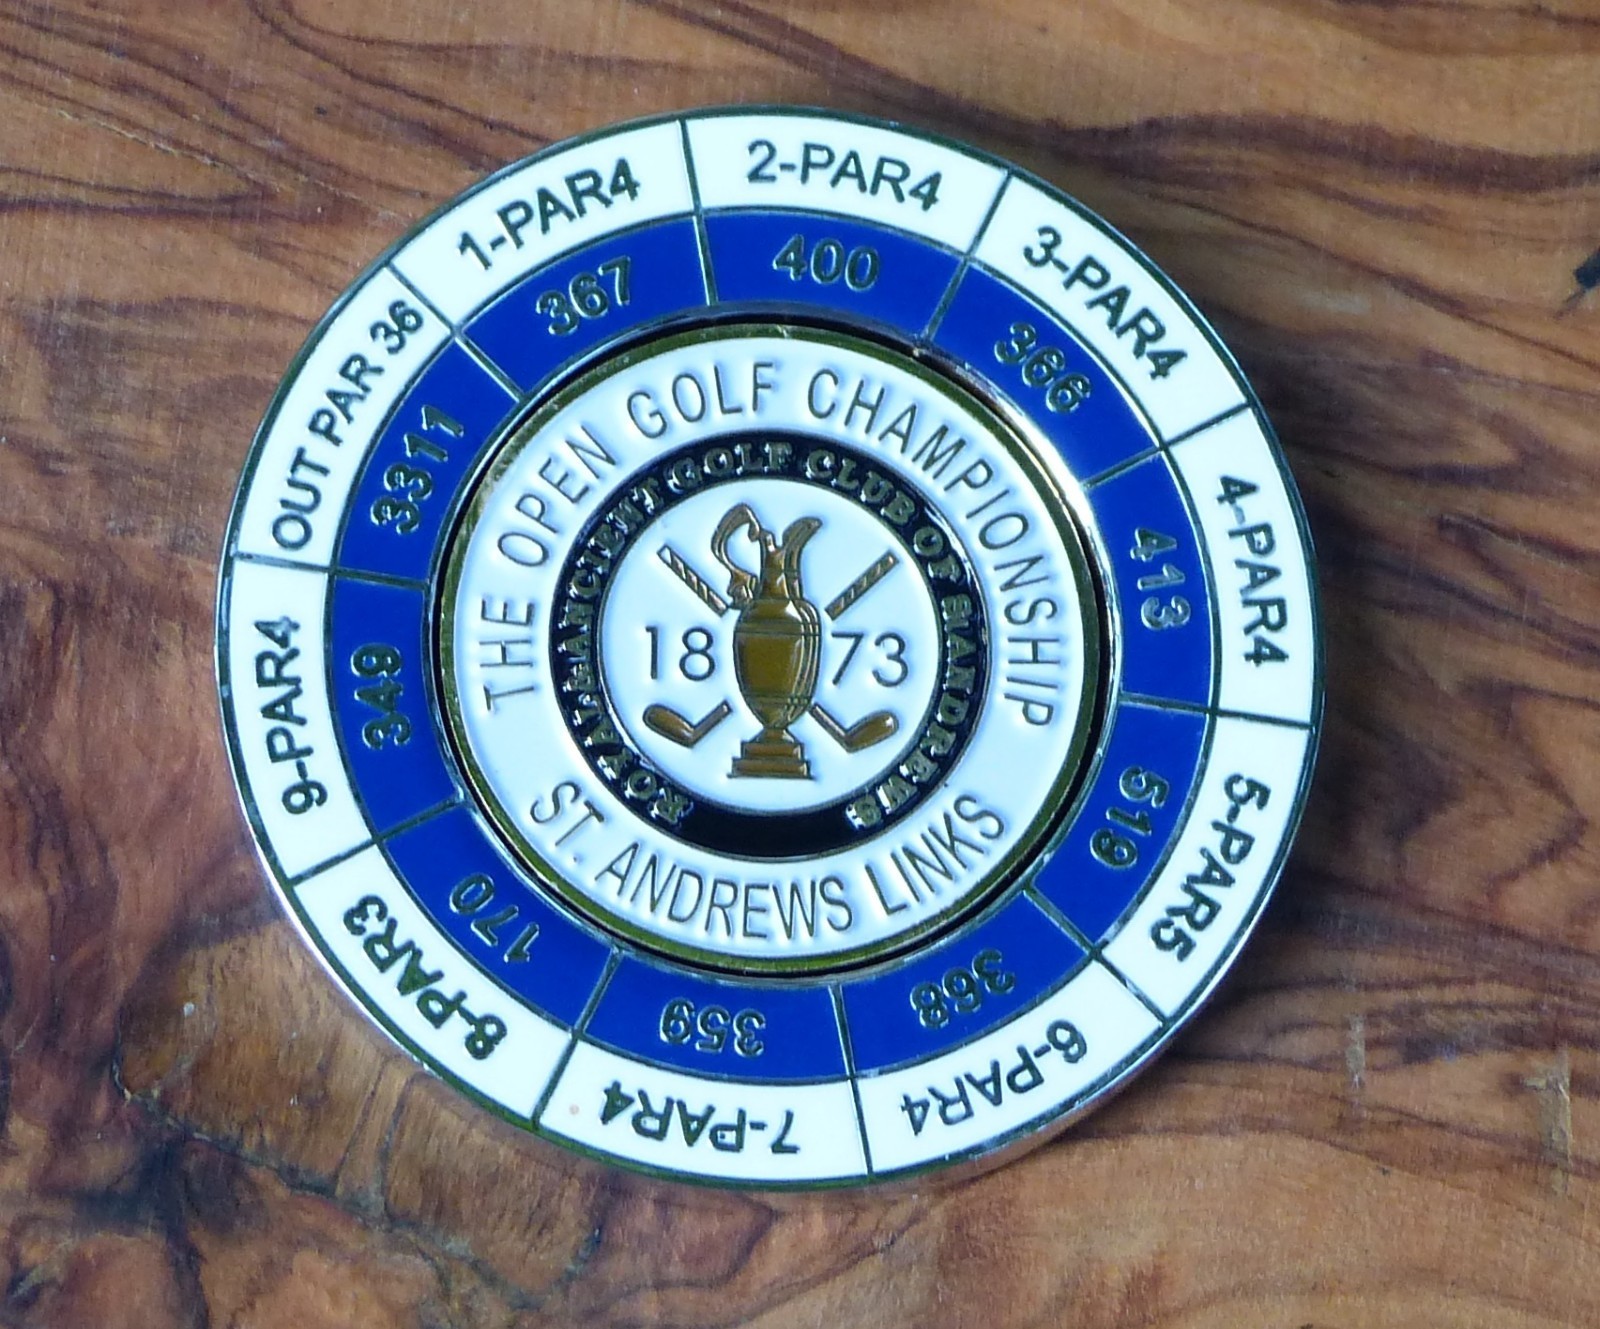 1-PAR4
367
2-PAR4
400
3-PAR4
366
4-PAR4
413
5-PAR5
519
6-PAR4
368
7-PAR4
359
8-PAR3
170
9-PAR4
349
OUT PAR 36
3311
THE OPEN GOLF CHAMPIONSHIP
ST. ANDREWS LINKS
ROYAL & ANCIENT GOLF CLUB OF S'ANDREWS
18 73